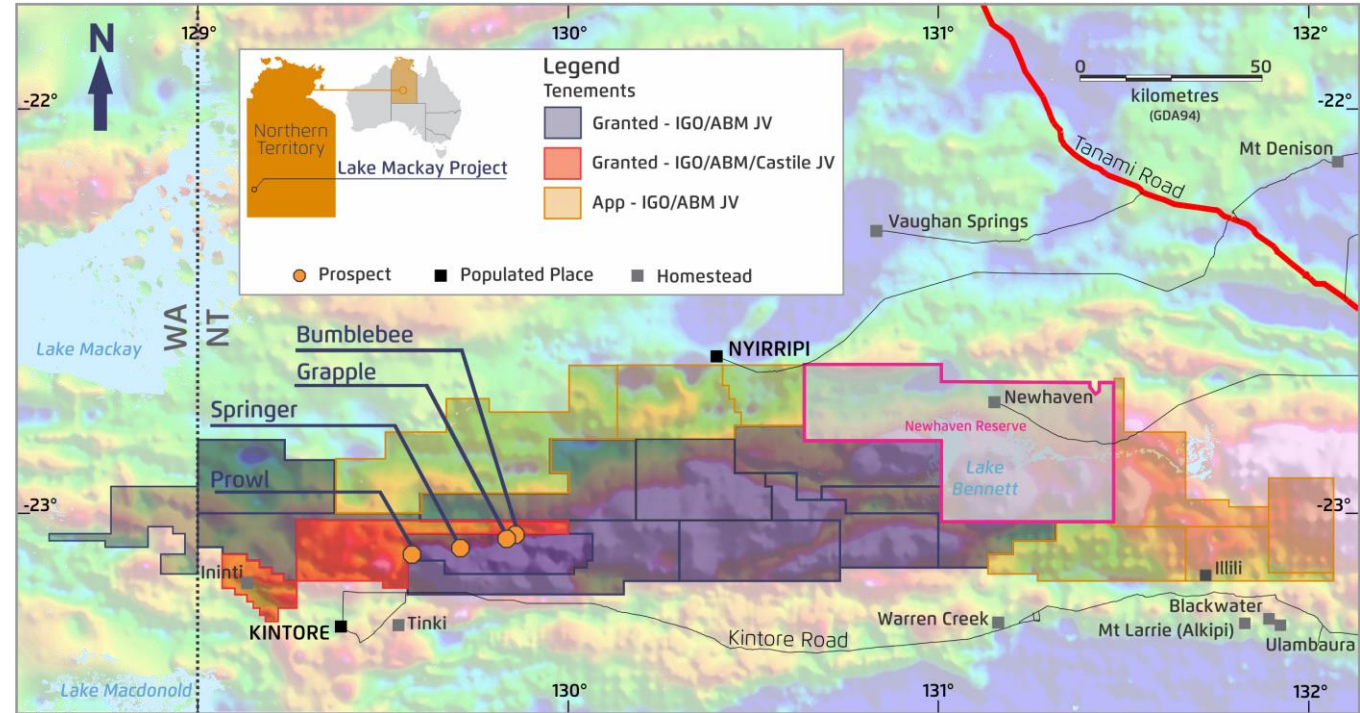 129°
130°
131°
132°
N
-22°
-22°
Northern
Territory
Lake Mackay Project
Legend
Tenements
Granted - IGO/ABM JV
Granted - IGO/ABM/Castile JV
App - IGO/ABM JV
Prospect
Populated Place
Homestead
0
50
kilometres
(GDA94)
Tanami Road
Mt Denison
Vaughan Springs
WA
NT
Lake Mackay
Bumblebee
Grapple
Springer
Prowl
NYIRRIPI
Newhaven
Newhaven Reserve
Lake
Bennett
-23°
-23°
Ininti
KINTORE
Tinki
Kintore Road
Warren Creek
Illili
Blackwater
Mt Larrie (Alkipi)
Ulambaura
Lake Macdonold
130°
131°
132°